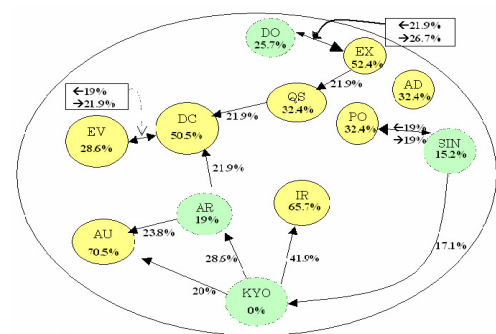 DO
25.7%
←21.9%
→26.7%
EX
52.4%
21.9%
AD
32.4%
QS
32.4%
←19%
→21.9%
DC
50.5%
21.9%
PO
32.4%
←19%
→19%
EV
28.6%
SIN
15.2%
21.9%
AR
19%
IR
65.7%
AU
70.5%
23.8%
17.1%
28.6%
41.9%
20%
KYO
0%